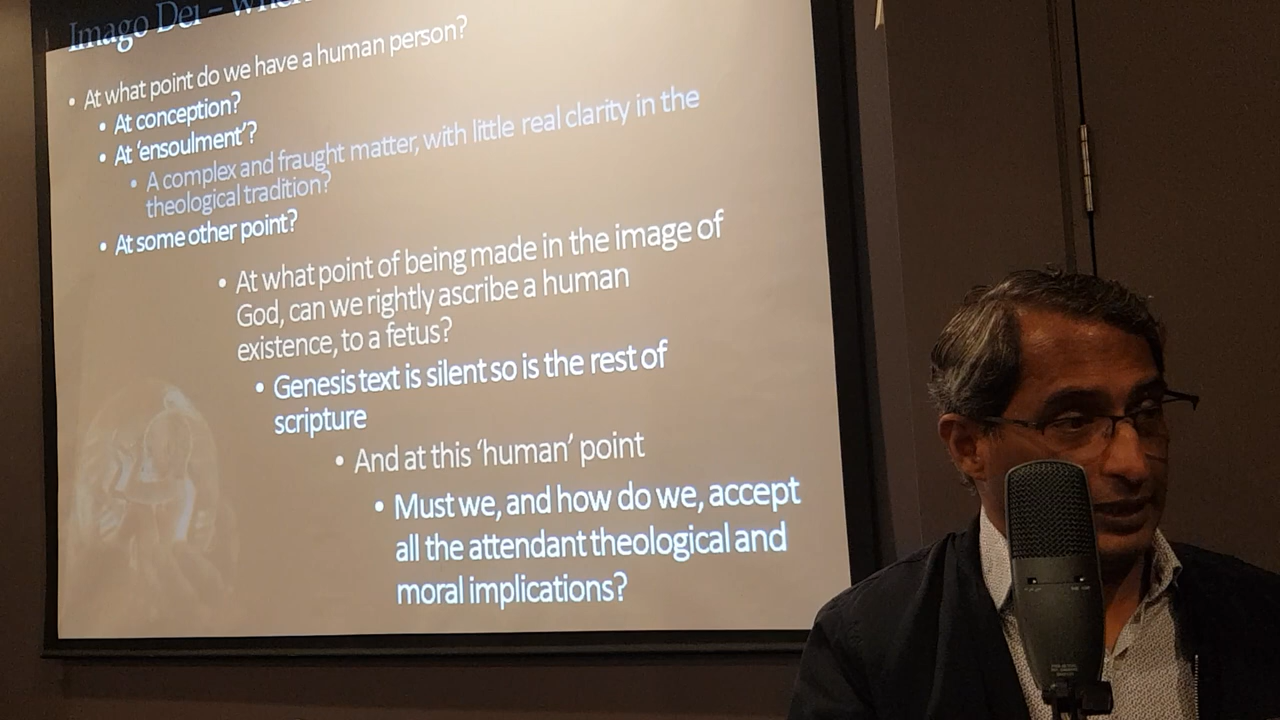 Imago Dei – When
• At what point do we have a human person?
• At conception?
• At ‘ensoulment’?
• A complex and fraught matter, with little real clarity in the
theological tradition?
• At some other point?
• At what point of being made in the image of
God, can we rightly ascribe a human
existence, to a fetus?
• Genesis text is silent so is the rest of
scripture
• And at this ‘human’ point
• Must we, and how do we, accept
all the attendant theological and
moral implications?